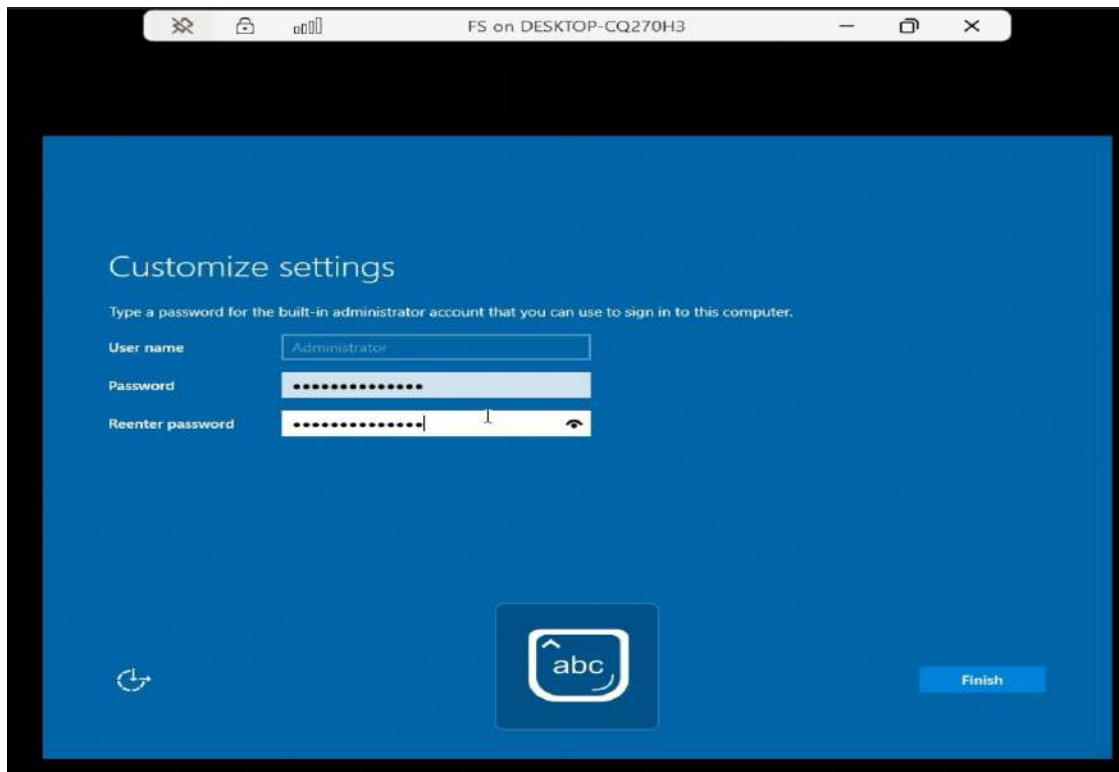 FS on DESKTOP-CQ270H3
Customize settings
Type a password for the built-in administrator account that you can use to sign in to this computer.
User name Administrator
Password ••••••••••••••
Reenter password ••••••••••••••
abc
Finish